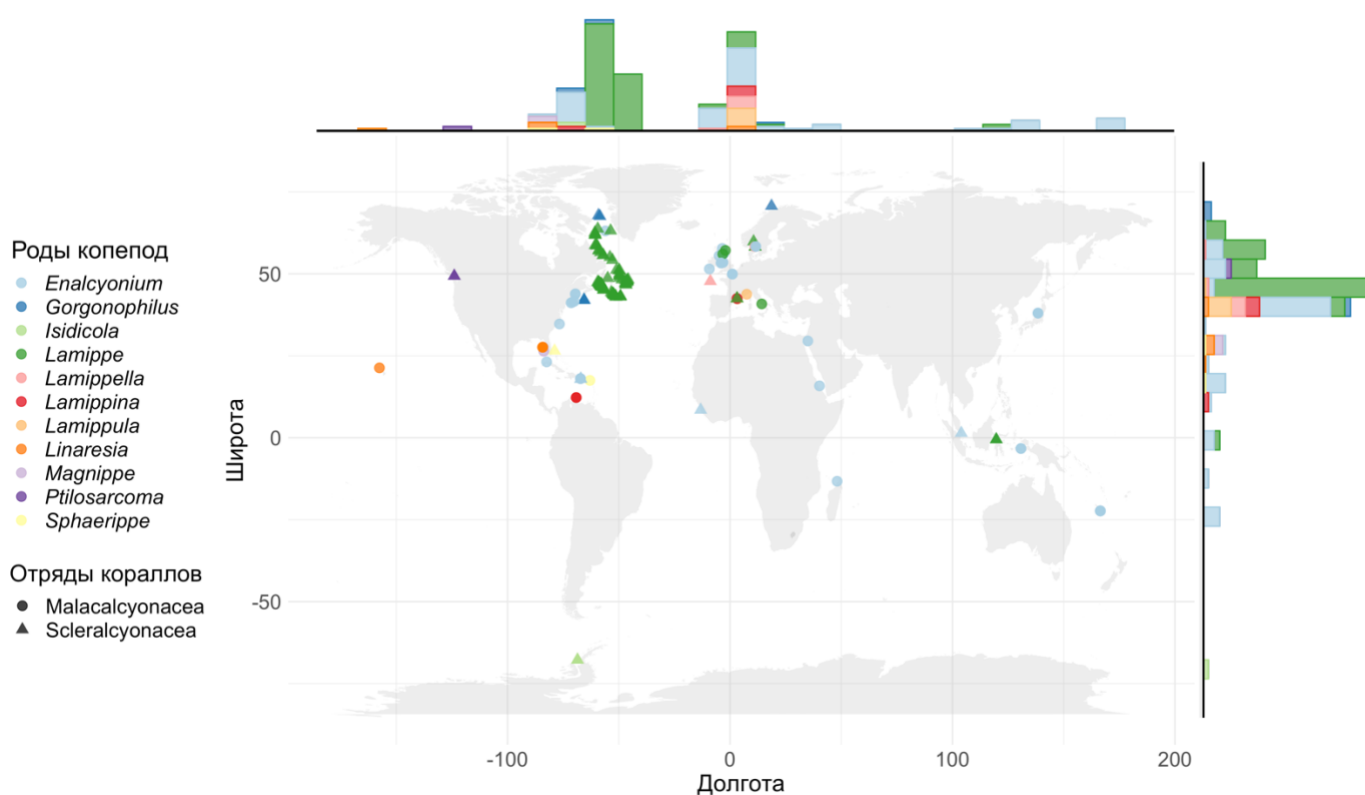 Роды копепод
Enalcyonium
Gorgonophilus
Isidicola
Lamippe
Lamippella
Lamippina
Lamippula
Linaresia
Magnippe
Ptilosarcoma
Sphaerippe
Отряды кораллов
Malacalcyonacea
Scleralcyonacea
Широта
50
0
-50
-100
0
100
200
Долгота